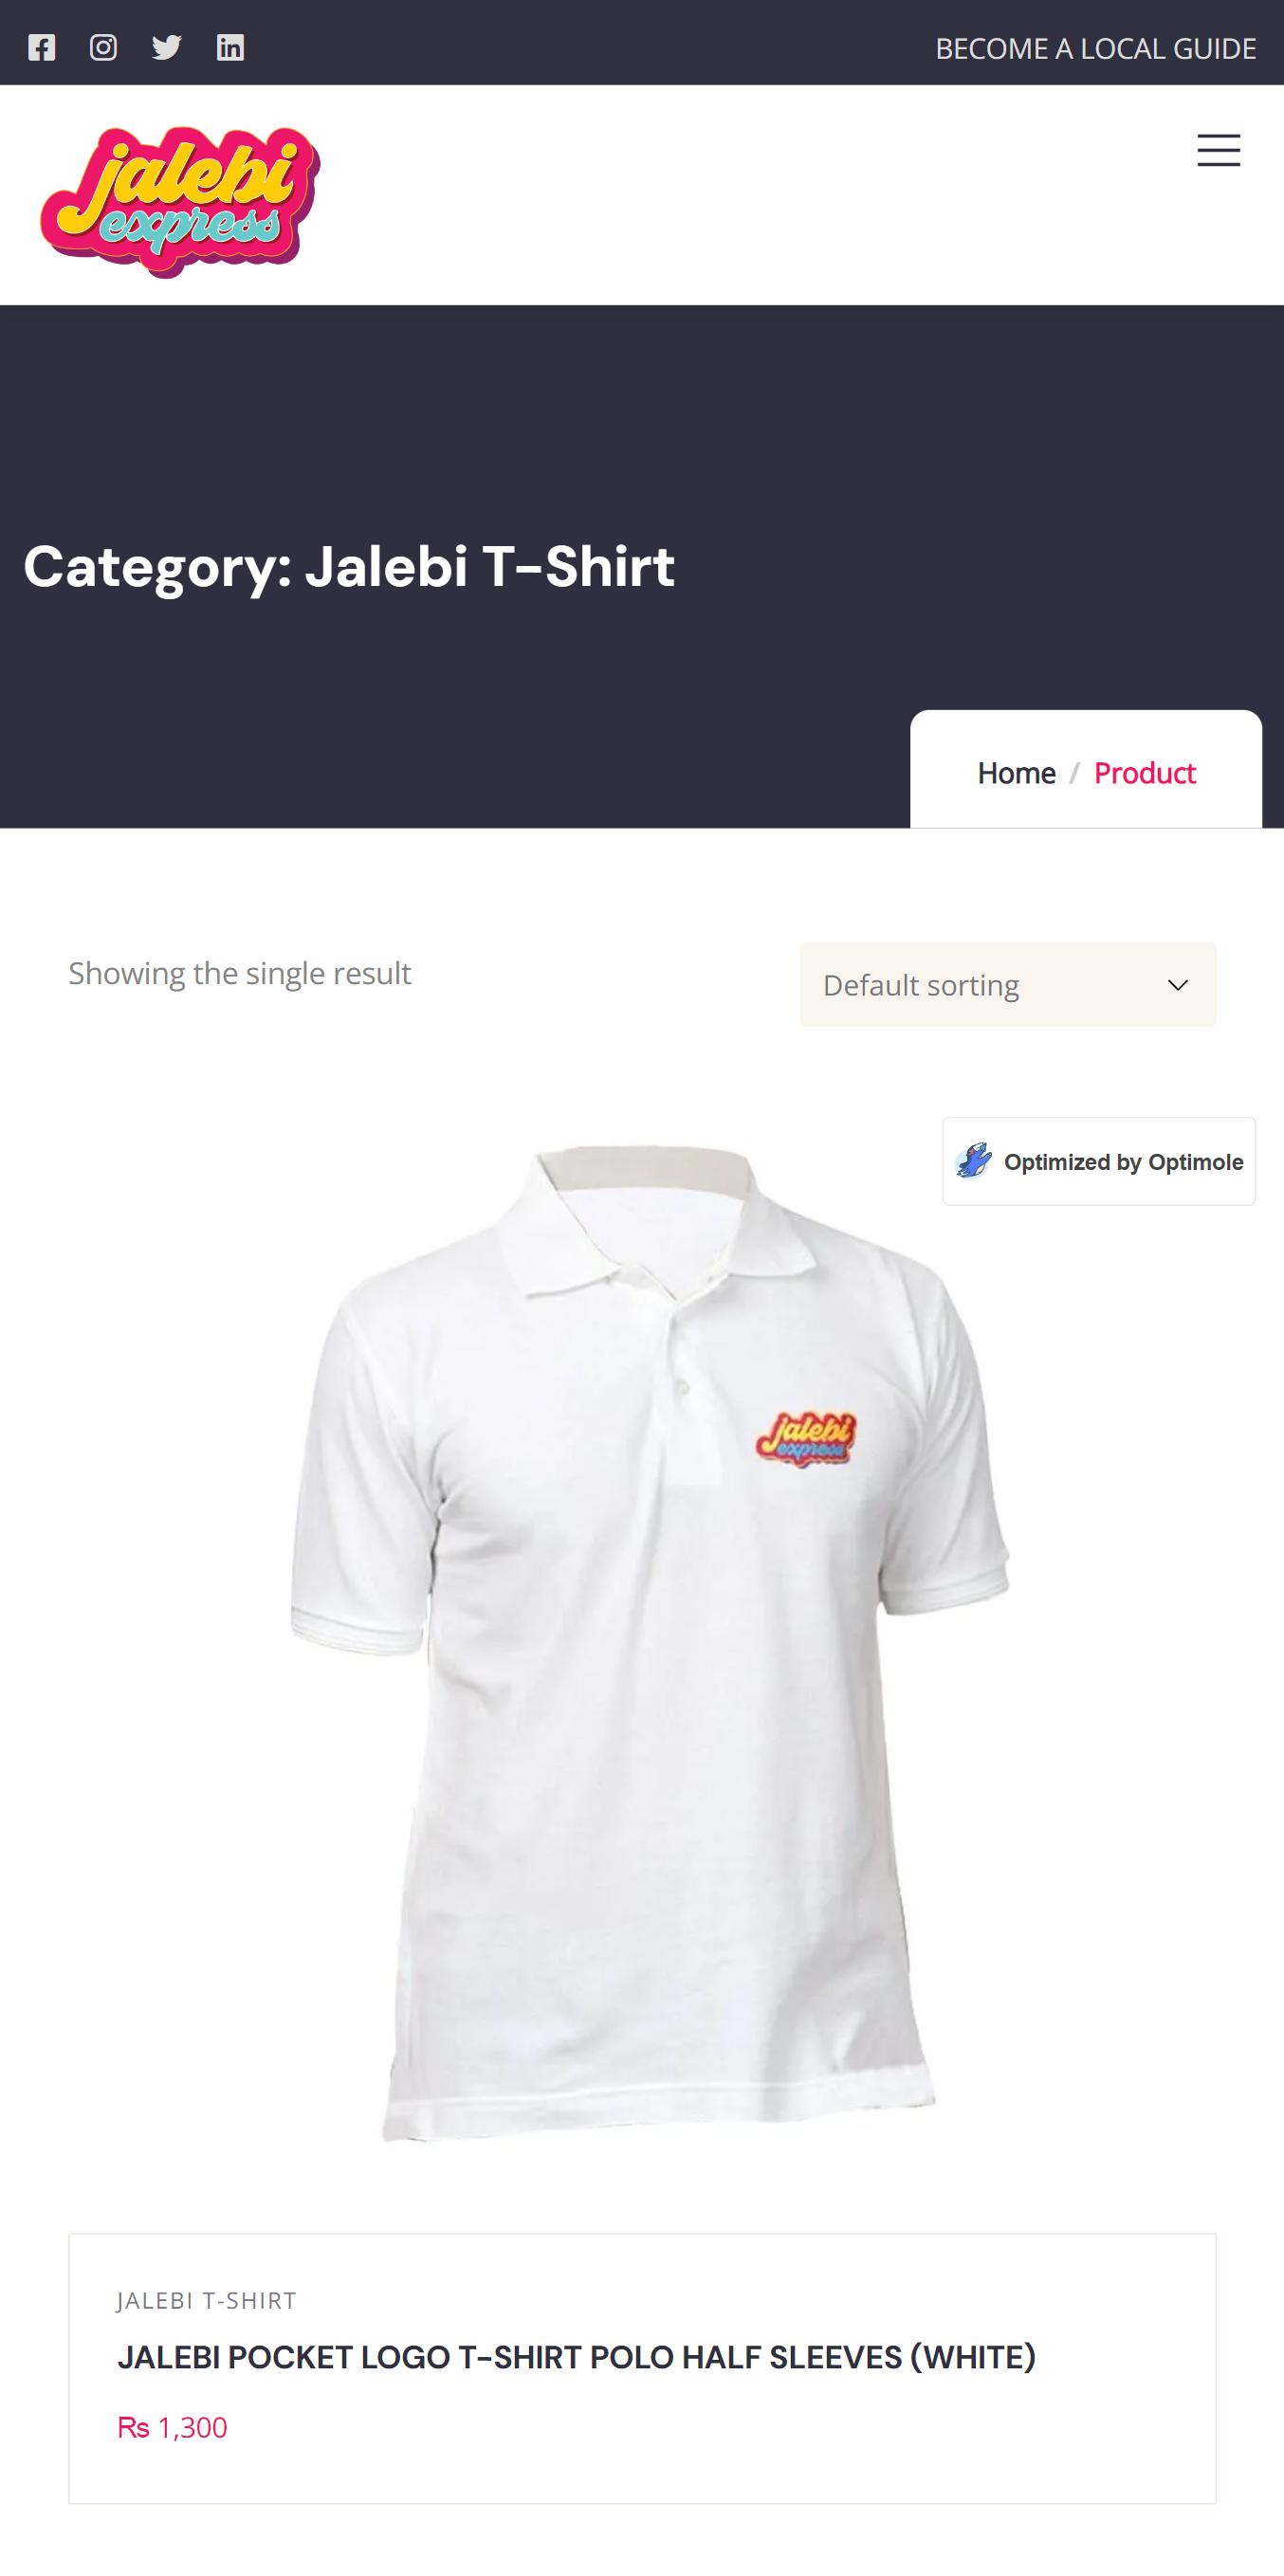 BECOME A LOCAL GUIDE
jalebi
express
Category: Jalebi T-Shirt
Home / Product
Showing the single result
Default sorting
Optimized by Optimole
jalebi
express
JALEBI T-SHIRT
JALEBI POCKET LOGO T-SHIRT POLO HALF SLEEVES (WHITE)
₨ 1,300